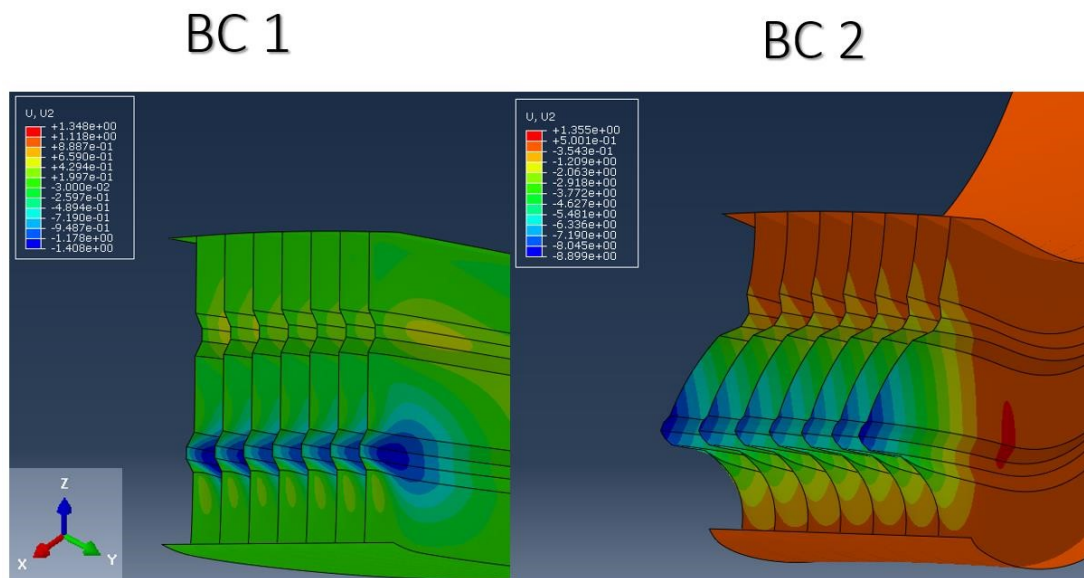 BC 1
BC 2
U, U2
+1.348e+00
+1.118e+00
+8.887e-01
+6.590e-01
+4.294e-01
+1.997e-01
-3.000e-02
-2.597e-01
-4.894e-01
-7.190e-01
-9.487e-01
-1.178e+00
-1.408e+00
U, U2
+1.355e+00
+5.001e-01
-3.543e-01
-1.209e+00
-2.063e+00
-2.918e+00
-3.772e+00
-4.627e+00
-5.481e+00
-6.336e+00
-7.190e+00
-8.045e+00
-8.899e+00
Z
X
Y